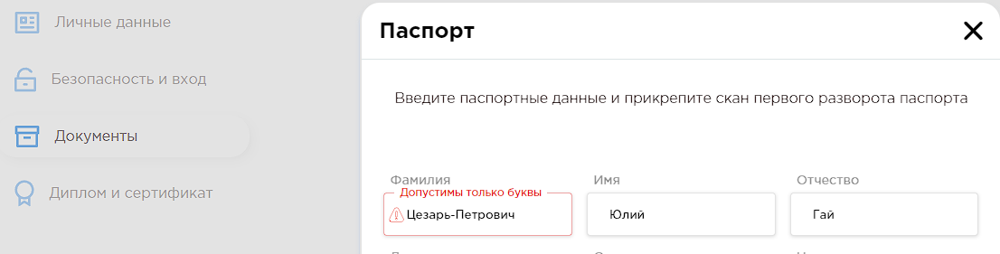 Личные данные
Безопасность и вход
Документы
Диплом и сертификат
Паспорт
Введите паспортные данные и прикрепите скан первого разворота паспорта
Фамилия
Имя
Отчество
Допустимы только буквы
Цезарь-Петрович
Юлий
Гай